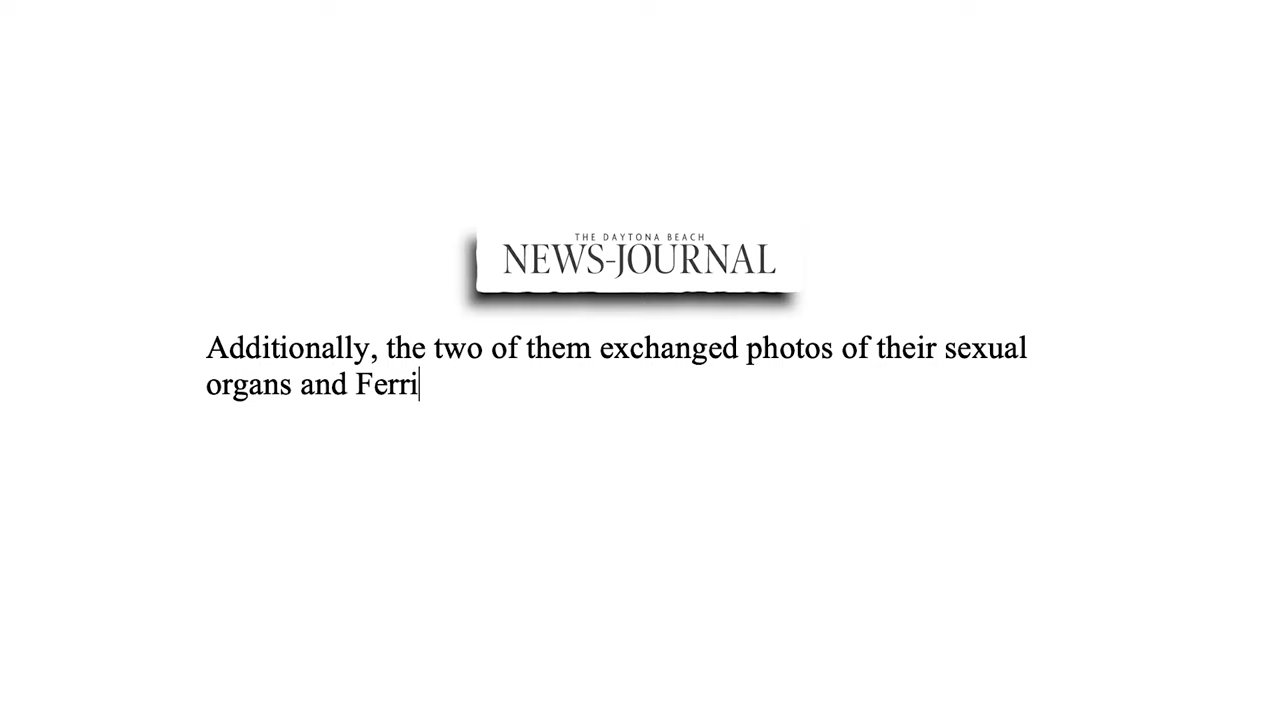 THE DAYTONA BEACH
NEWS-JOURNAL
Additionally, the two of them exchanged photos of their sexual
organs and Ferri